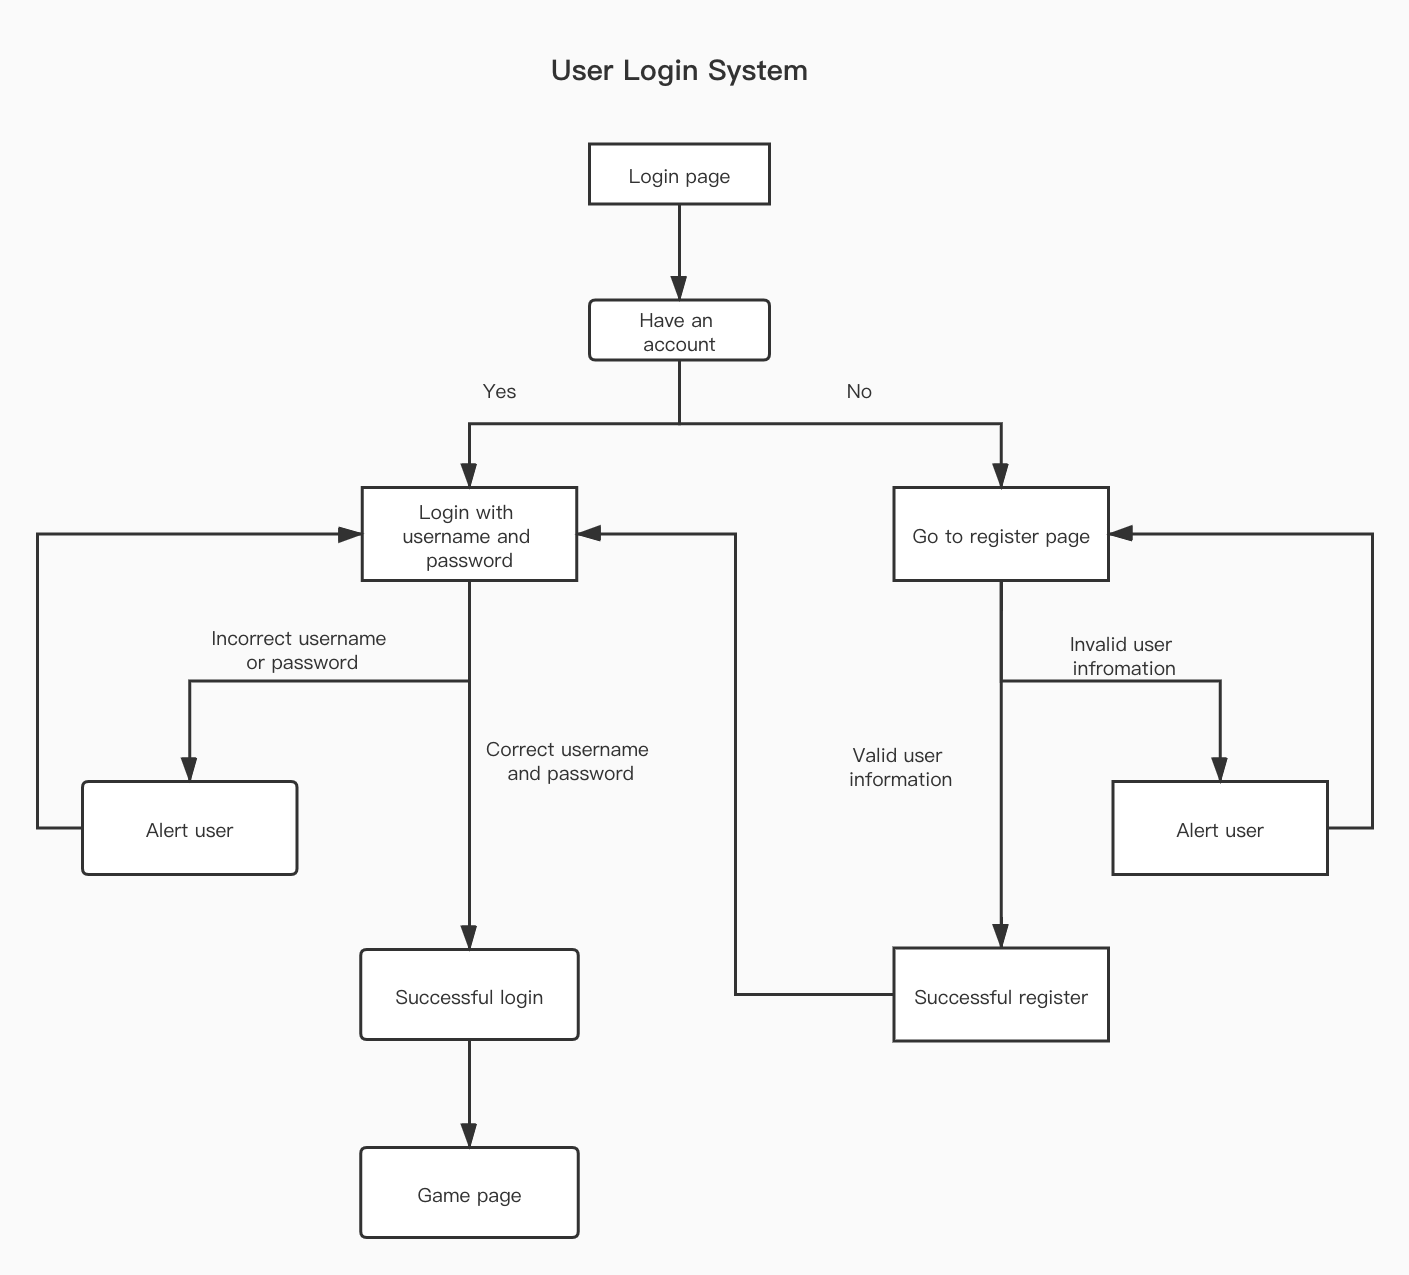 User Login System
Login page
Have an
account
Yes
No
Login with
username and
password
Go to register page
Incorrect username
or password
Invalid user
infromation
Correct username
and password
Valid user
information
Alert user
Alert user
Successful login
Successful register
Game page